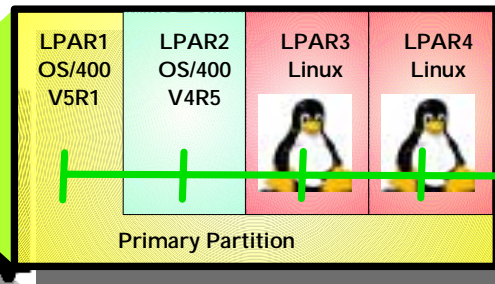 LPAR1
OS/400
V5R1
LPAR2
OS/400
V4R5
LPAR3
Linux
LPAR4
Linux
Primary Partition